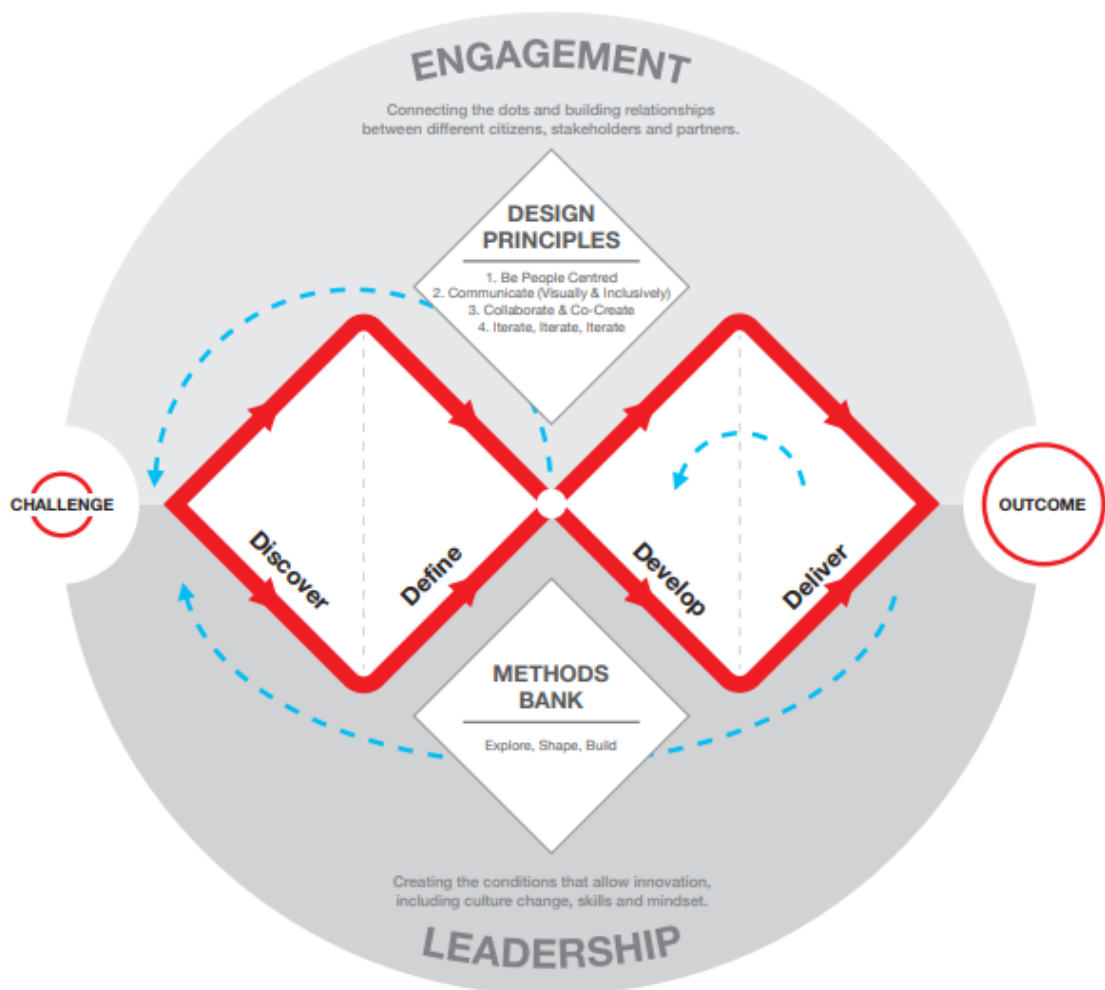 ENGAGEMENT
Connecting the dots and building relationships
between different citizens, stakeholders and partners.
DESIGN
PRINCIPLES
1. Be People Centred
2. Communicate (Visually & Inclusively)
3. Collaborate & Co-Create
4. Iterate, Iterate, Iterate
CHALLENGE
OUTCOME
Discover
Define
Develop
Deliver
METHODS
BANK
Explore, Shape, Build
Creating the conditions that allow innovation,
including culture change, skills and mindset.
LEADERSHIP